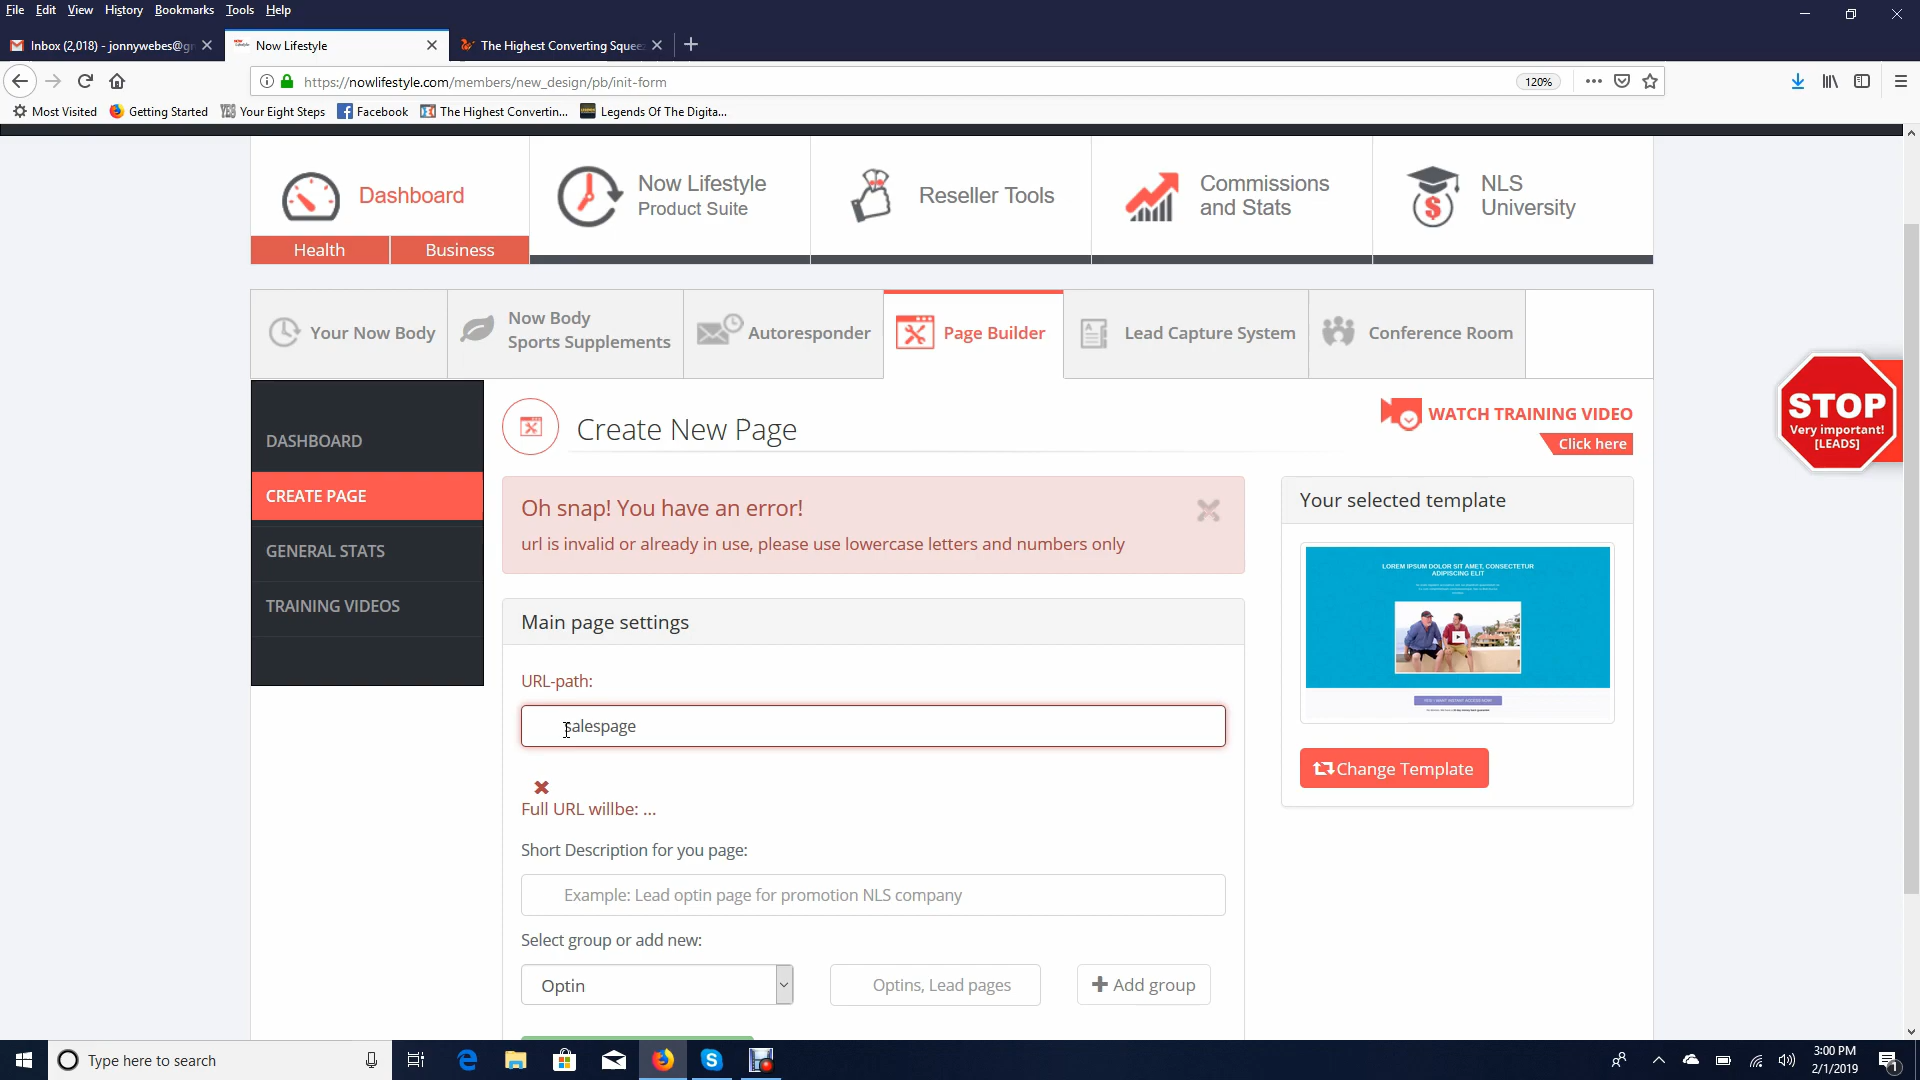 File Edit View History Bookmarks Tools Help
Inbox (2,018) - jonnywebes@g
Now Lifestyle
The Highest Converting Squee
https://nowlifestyle.com/members/new_design/pb/init-form
120%
Most Visited
Getting Started
Your Eight Steps
Facebook
The Highest Convertin...
Legends Of The Digita...
Dashboard
Health
Business
Now Lifestyle
Product Suite
Reseller Tools
Commissions
and Stats
NLS
University
Your Now Body
Now Body
Sports Supplements
Autoresponder
Page Builder
Lead Capture System
Conference Room
DASHBOARD
CREATE PAGE
GENERAL STATS
TRAINING VIDEOS
Create New Page
WATCH TRAINING VIDEO
Click here
STOP
Very important!
[LEADS]
Oh snap! You have an error!
url is invalid or already in use, please use lowercase letters and numbers only
Main page settings
URL-path:
salespage
Full URL willbe: ...
Short Description for you page:
Example: Lead optin page for promotion NLS company
Select group or add new:
Optin
Optins, Lead pages
Add group
Your selected template
LOREM IPSUM DOLOR SIT AMET, CONSECTETUR
ADIPISCING ELIT
Change Template
Type here to search
3:00 PM
2/1/2019
1